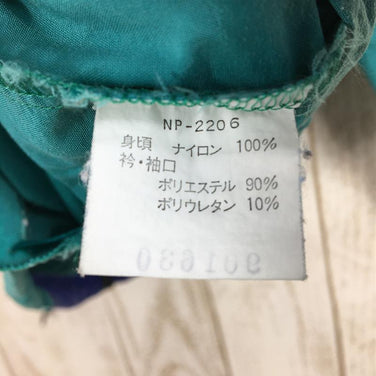 NP-2206
身頃 ナイロン 100%
衿・袖口
ポリエステル 90%
ポリウレタン 10%